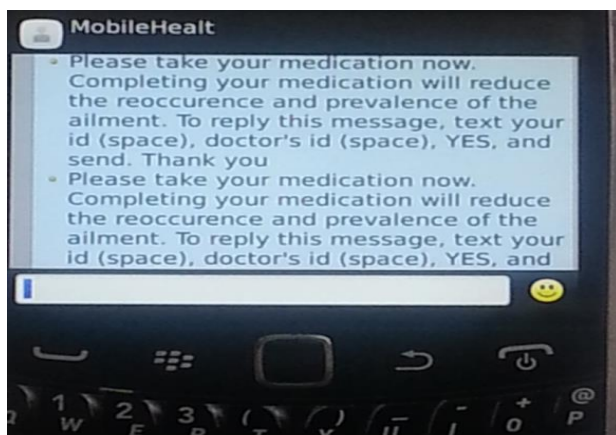 MobileHealt
• Please take your medication now.
Completing your medication will reduce
the reoccurence and prevalence of the
ailment. To reply this message, text your
id (space), doctor's id (space), YES, and
send. Thank you
• Please take your medication now.
Completing your medication will reduce
the reoccurence and prevalence of the
ailment. To reply this message, text your
id (space), doctor's id (space), YES, and
1 2 3 ( ) _ - + @
W E R T Y U I O P